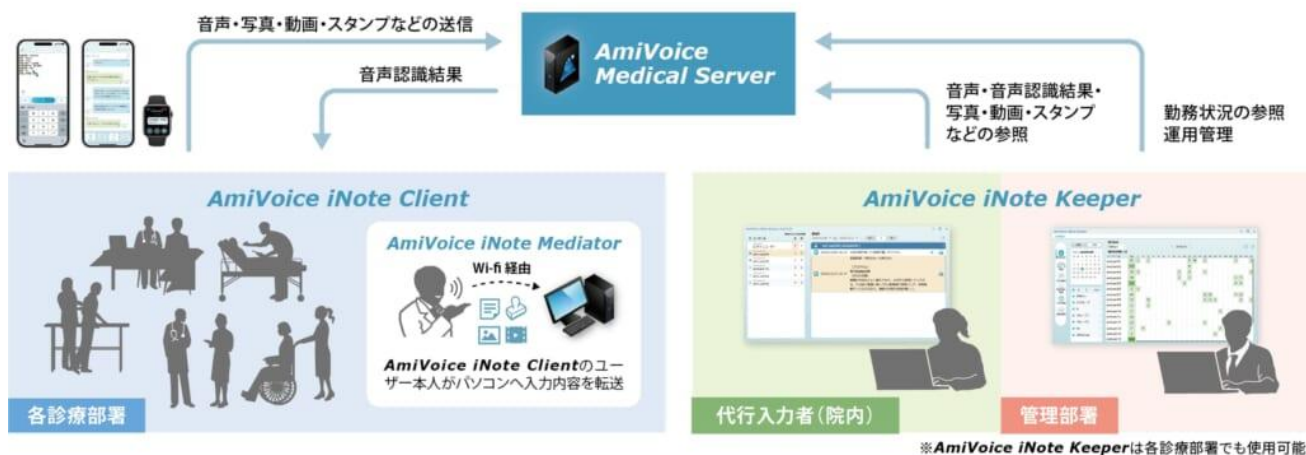 音声・写真・動画・スタンプなどの送信
音声認識結果
AmiVoice
Medical Server
音声・音声認識結果・
写真・動画・スタンプ
などの参照
勤務状況の参照
運用管理
AmiVoice iNote Client
AmiVoice iNote Mediator
Wi-fi 経由
AmiVoice iNote Clientのユー
ザー本人がパソコンへ入力内容を転送
各診療部署
AmiVoice iNote Keeper
代行入力者（院内）
管理部署
※AmiVoice iNote Keeperは各診療部署でも使用可能